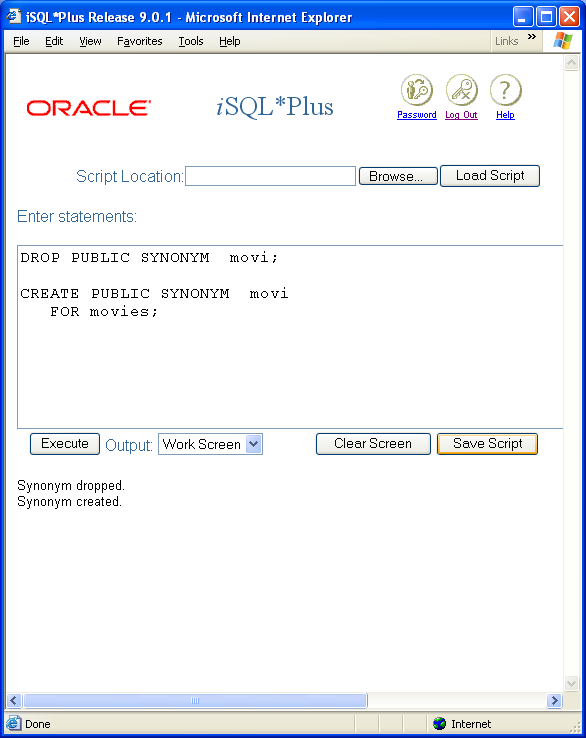 iSQL*Plus Release 9.0.1 - Microsoft Internet Explorer
File Edit View Favorites Tools Help Links »
ORACLE® iSQL*Plus
Password Log Out Help
Script Location: Browse... Load Script
Enter statements:
DROP PUBLIC SYNONYM  movi;
CREATE PUBLIC SYNONYM  movi
   FOR movies;
Execute Output: Work Screen Clear Screen Save Script
Synonym dropped.
Synonym created.
Done Internet